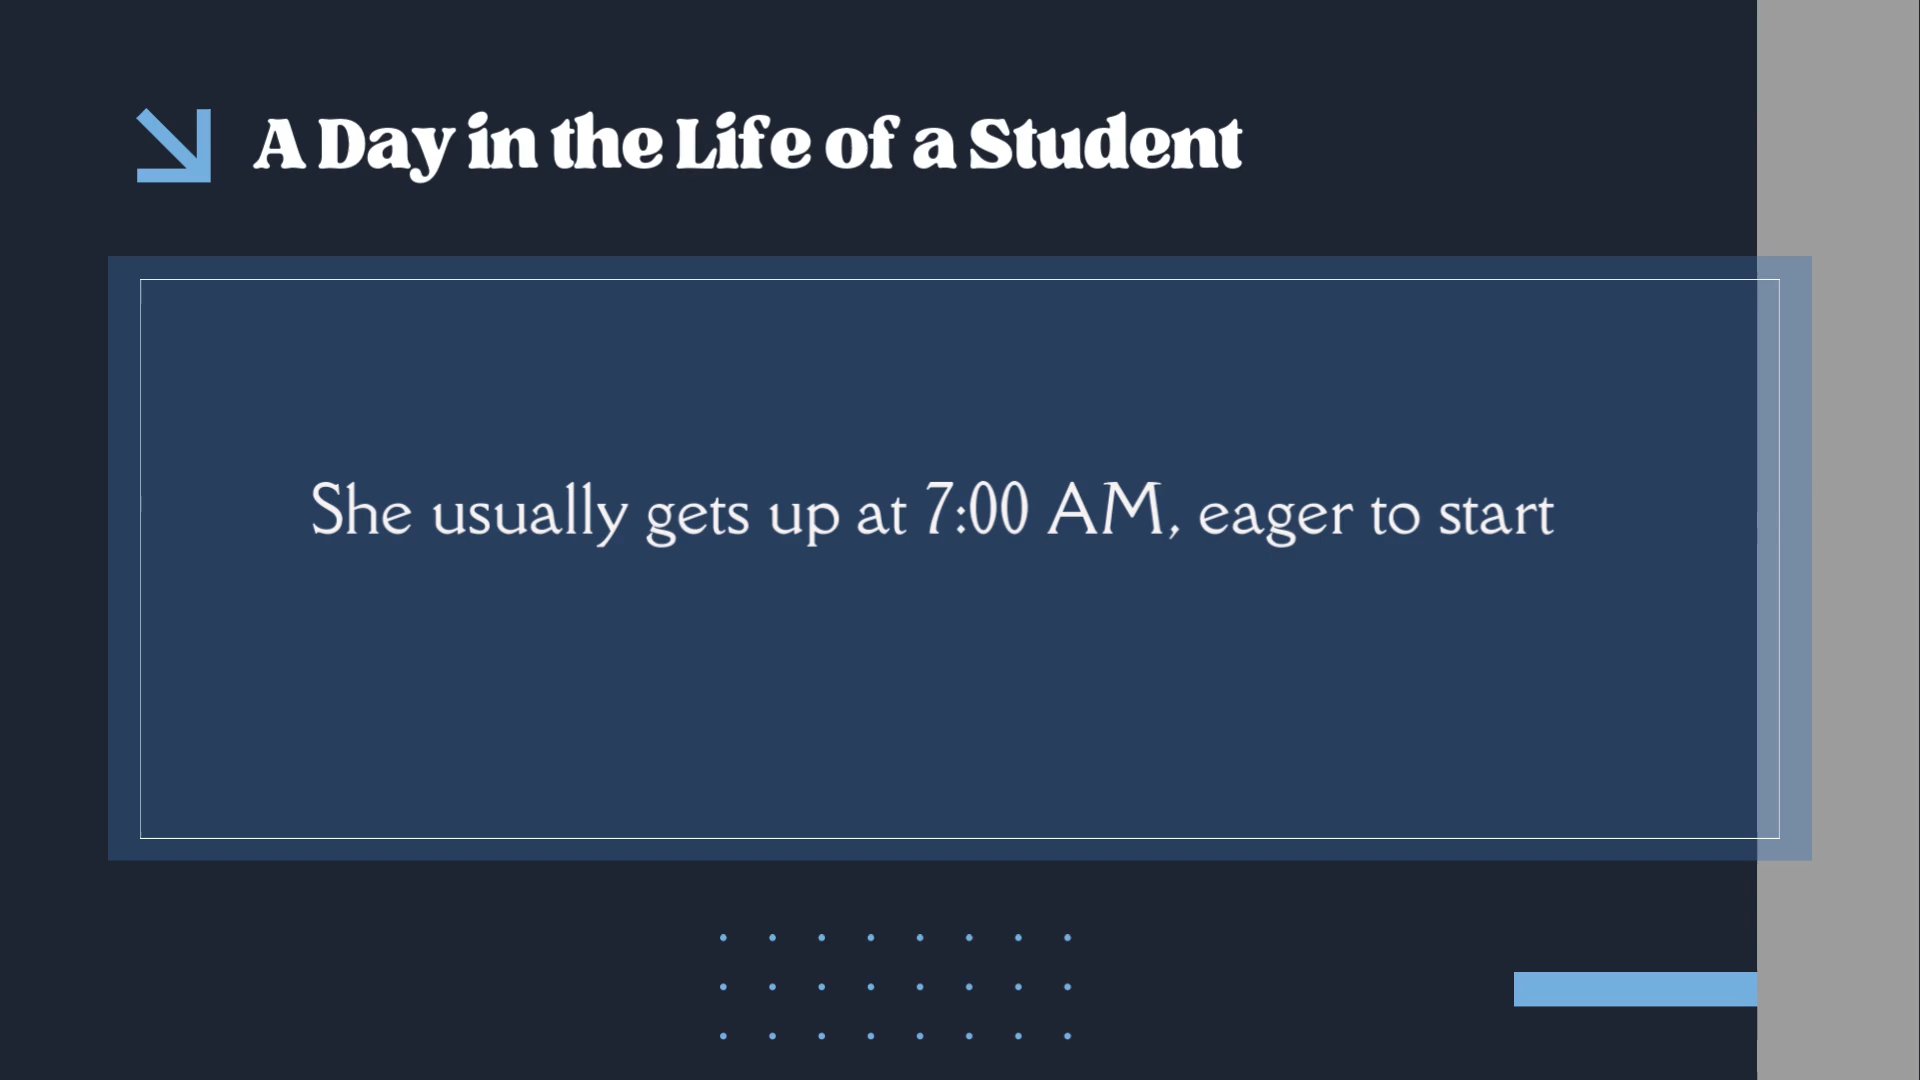 A Day in the Life of a Student
She usually gets up at 7:00 AM, eager to start